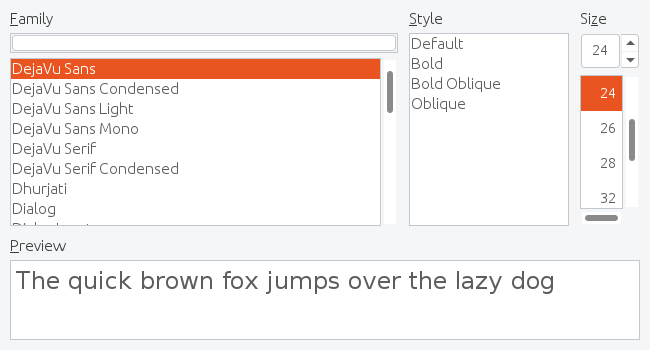 Family
DejaVu Sans
DejaVu Sans Condensed
DejaVu Sans Light
DejaVu Sans Mono
DejaVu Serif
DejaVu Serif Condensed
Dhurjati
Dialog
Style
Default
Bold
Bold Oblique
Oblique
Size
24
24
26
28
32
Preview
The quick brown fox jumps over the lazy dog